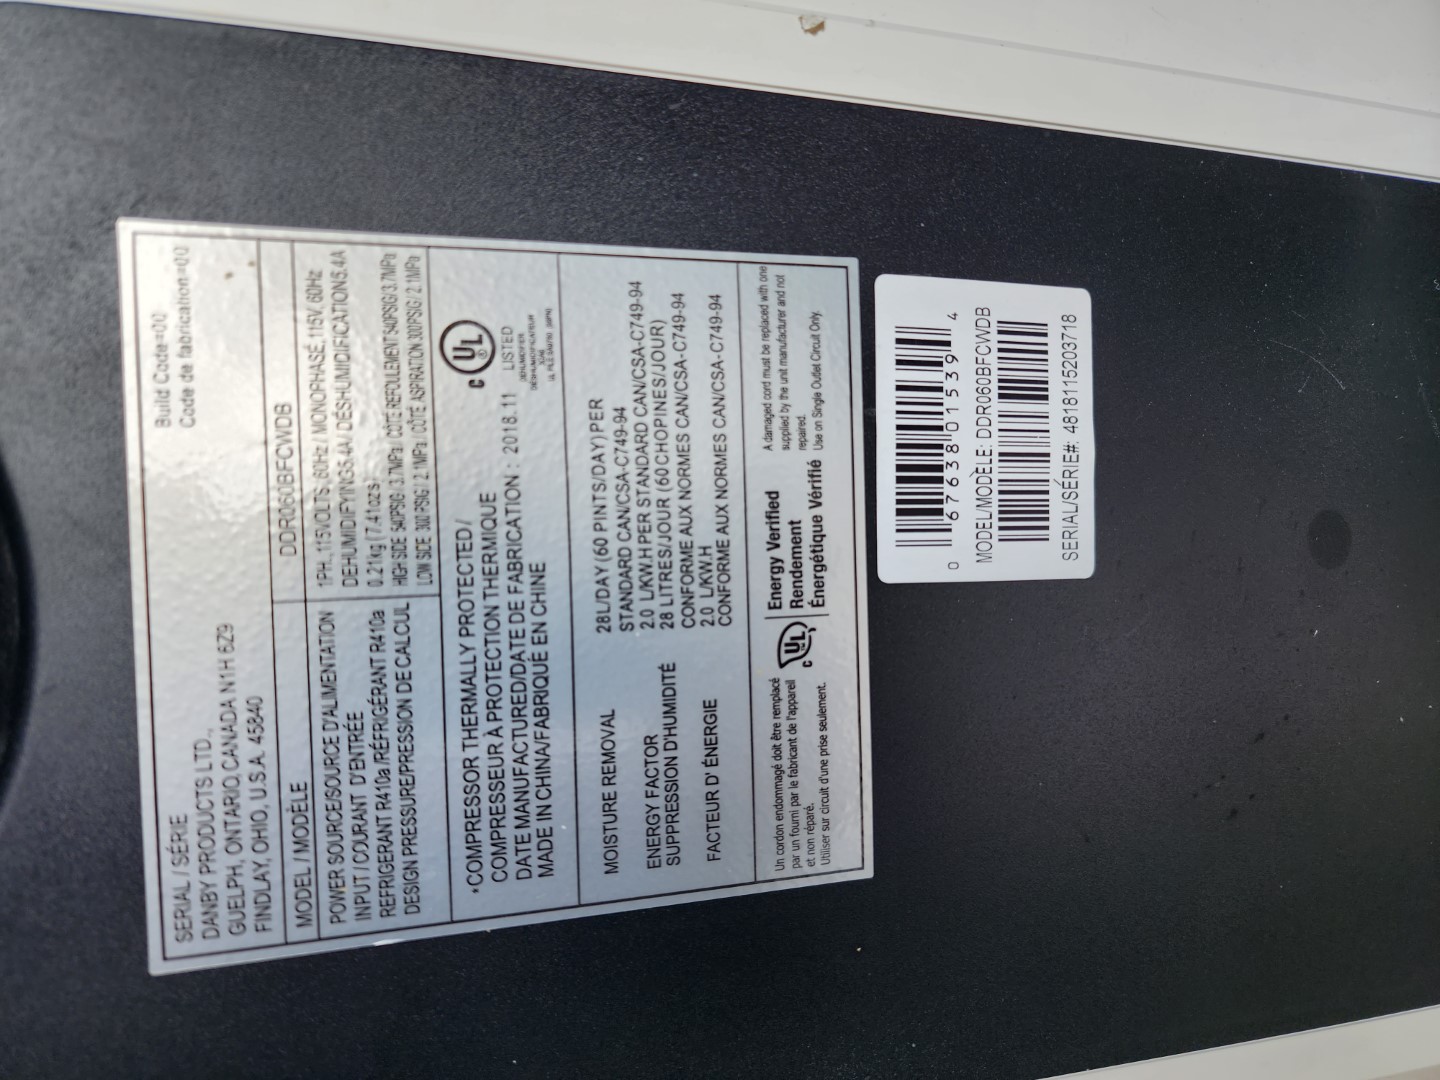 SERIAL / SÉRIE
DANBY PRODUCTS LTD.,
GUELPH, ONTARIO, CANADA N1H 6Z9
FINDLAY, OHIO, U.S.A. 45840
Build Code=00
Code de fabrication=00
MODEL / MODÈLE DDR060BFCWDB
POWER SOURCE/SOURCE D'ALIMENTATION 1PH., 115VOLTS, 60Hz / MONOPHASÉ, 115V, 60Hz
INPUT / COURANT D'ENTRÉE DEHUMIDIFYING5.4A/ DÉSHUMIDIFICATION5.4A
REFRIGERANT R410a /RÉFRIGÉRANT R410a 0.21kg (7.41ozs)
DESIGN PRESSURE/PRESSION DE CALCUL HIGH SIDE 540PSIG / 3.7MPa / CÔTÉ REFOULEMENT 540PSIG/ 3.7MPa
LOW SIDE 300 PSIG / 2.1MPa / CÔTÉ ASPIRATION 300PSIG / 2.1MPa
*COMPRESSOR THERMALLY PROTECTED /
COMPRESSEUR À PROTECTION THERMIQUE
DATE MANUFACTURED/DATE DE FABRICATION : 2018.11
MADE IN CHINA/FABRIQUÉ EN CHINE
C UL ®
LISTED
DEHUMIDIFIER
DÉSHUMIDIFICATEUR
MOISTURE REMOVAL 28L/DAY (60 PINTS/DAY) PER
STANDARD CAN/CSA-C749-94
ENERGY FACTOR 2.0 L/KW.H PER STANDARD CAN/CSA-C749-94
SUPPRESSION D'HUMIDITÉ 28 LITRES/JOUR (60 CHOPINES/JOUR)
CONFORME AUX NORMES CAN/CSA-C749-94
FACTEUR D' ÉNERGIE 2.0 L/KW.H
CONFORME AUX NORMES CAN/CSA-C749-94
Un cordon endommagé doit être remplacé
par un fourni par le fabricant de l'appareil
et non réparé.
Utiliser sur circuit d'une prise seulement.
C UL ™
Energy Verified
Rendement
Énergétique Vérifié
A damaged cord must be replaced with one
supplied by the unit manufacturer and not
repaired.
Use on Single Outlet Circuit Only.
0 67638 01539 4
MODEL/MODÈLE: DDR060BFCWDB
SERIAL/SÉRIE#: 4818115203718